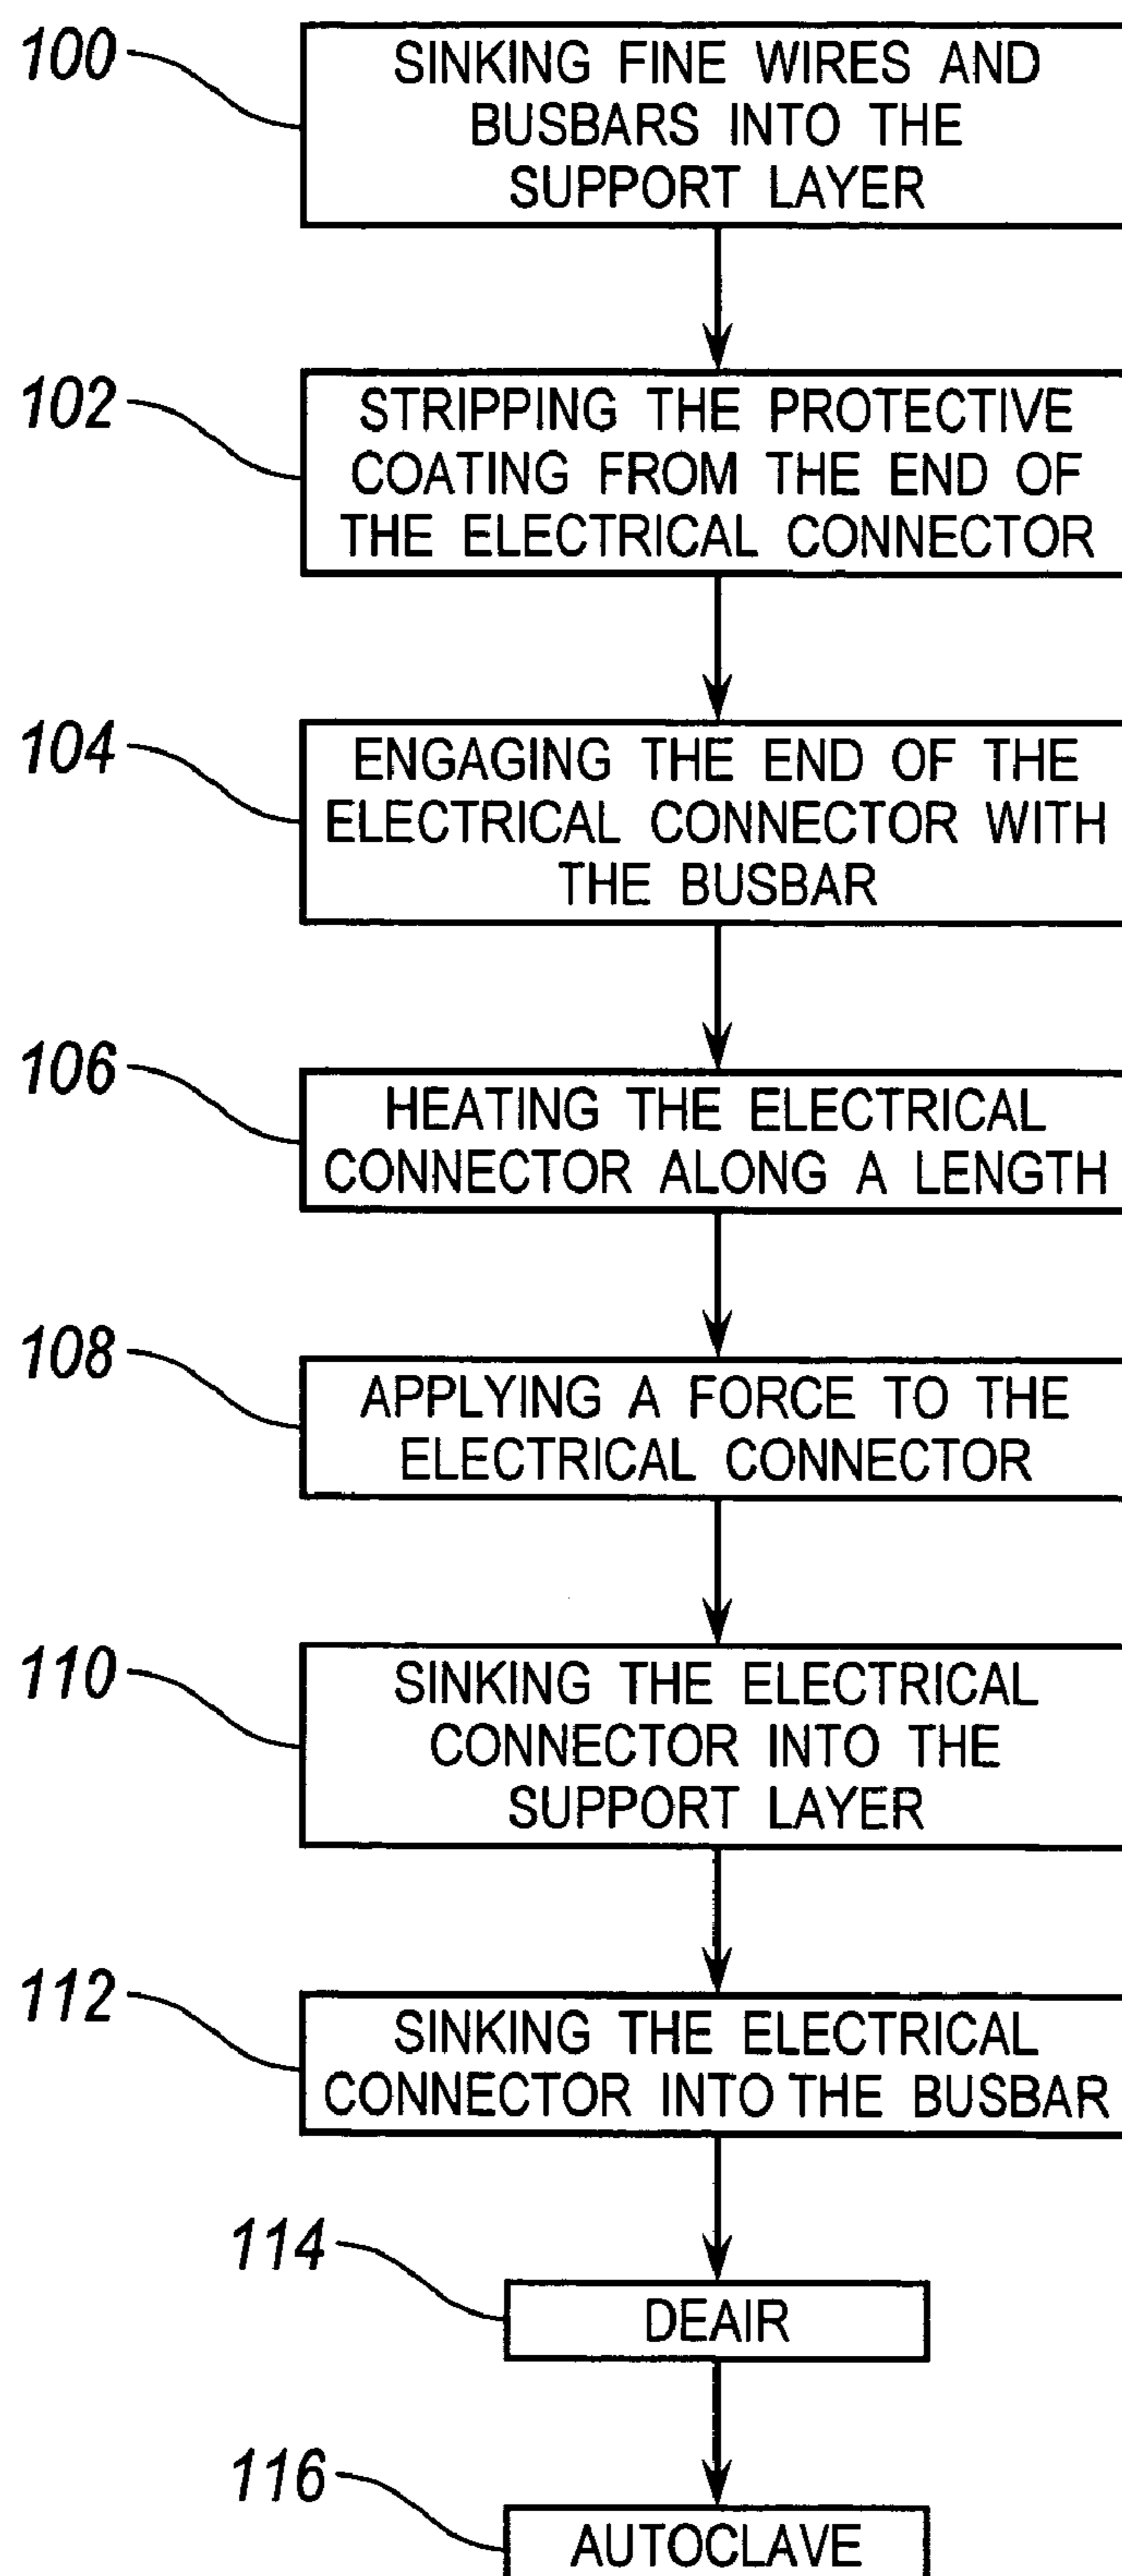 100
SINKING FINE WIRES AND
BUSBARS INTO THE
SUPPORT LAYER
102
STRIPPING THE PROTECTIVE
COATING FROM THE END OF
THE ELECTRICAL CONNECTOR
104
ENGAGING THE END OF THE
ELECTRICAL CONNECTOR WITH
THE BUSBAR
106
HEATING THE ELECTRICAL
CONNECTOR ALONG A LENGTH
108
APPLYING A FORCE TO THE
ELECTRICAL CONNECTOR
110
SINKING THE ELECTRICAL
CONNECTOR INTO THE
SUPPORT LAYER
112
SINKING THE ELECTRICAL
CONNECTOR INTO THE BUSBAR
114
DEAIR
116
AUTOCLAVE